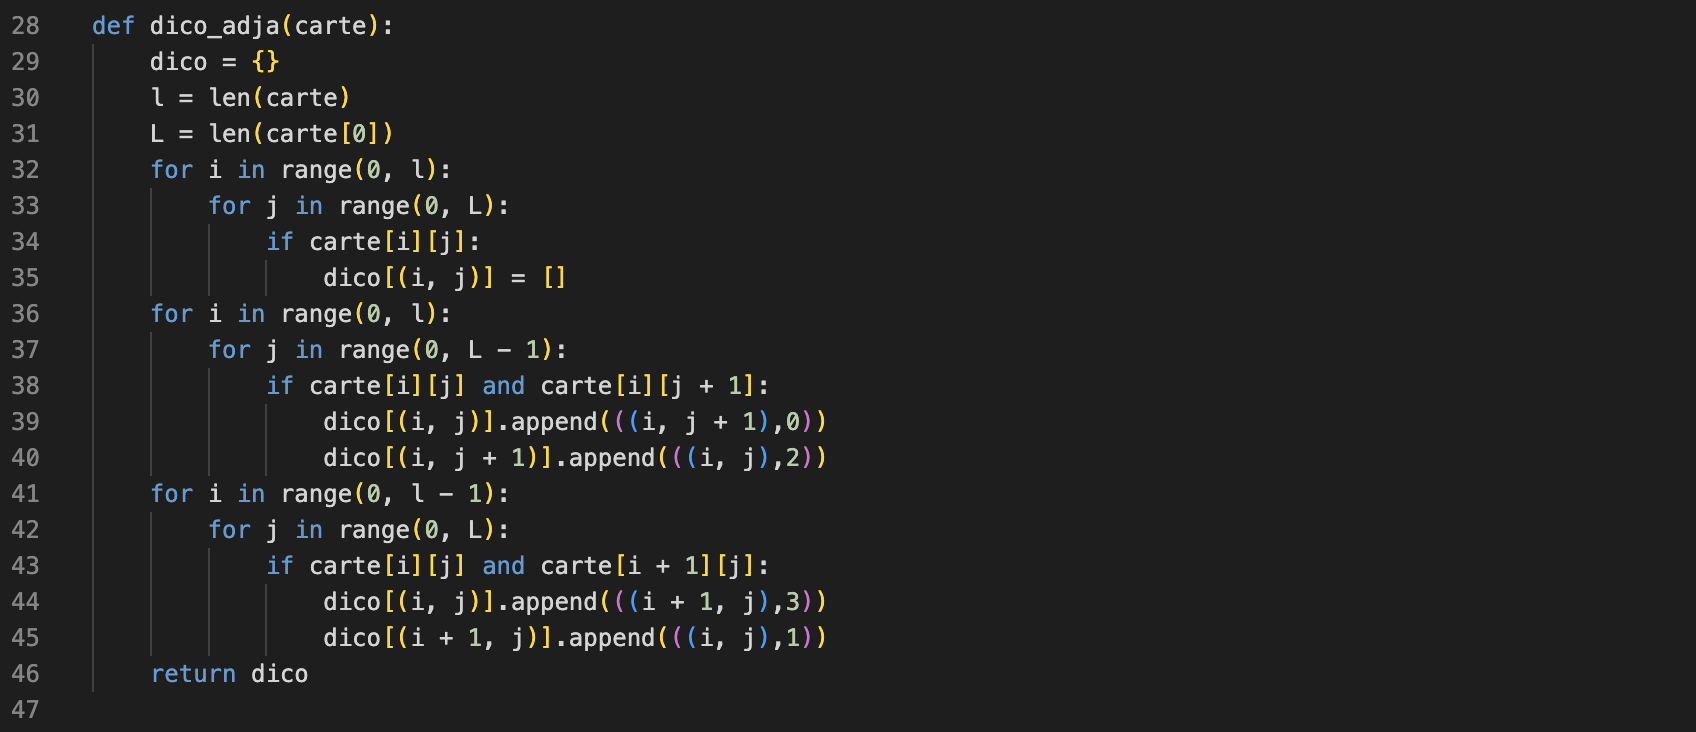 28 def dico_adja(carte):
29     dico = {}
30     l = len(carte)
31     L = len(carte[0])
32     for i in range(0, l):
33         for j in range(0, L):
34             if carte[i][j]:
35                 dico[(i, j)] = []
36     for i in range(0, l):
37         for j in range(0, L - 1):
38             if carte[i][j] and carte[i][j + 1]:
39                 dico[(i, j)].append(((i, j + 1),0))
40                 dico[(i, j + 1)].append(((i, j),2))
41     for i in range(0, l - 1):
42         for j in range(0, L):
43             if carte[i][j] and carte[i + 1][j]:
44                 dico[(i, j)].append(((i + 1, j),3))
45                 dico[(i + 1, j)].append(((i, j),1))
46     return dico
47